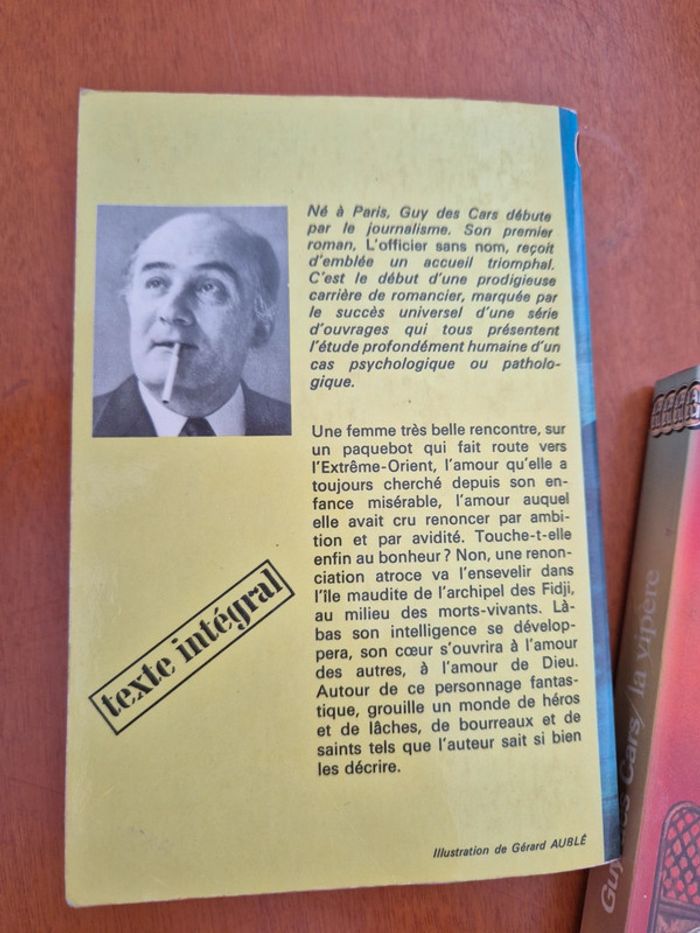 Né à Paris, Guy des Cars débute
par le journalisme. Son premier
roman, L'officier sans nom, reçoit
d'emblée un accueil triomphal.
C'est le début d'une prodigieuse
carrière de romancier, marquée par
le succès universel d'une série
d'ouvrages qui tous présentent
l'étude profondément humaine d'un
cas psychologique ou patholo-
gique.
Une femme très belle rencontre, sur
un paquebot qui fait route vers
l'Extrême-Orient, l'amour qu'elle a
toujours cherché depuis son en-
fance misérable, l'amour auquel
elle avait cru renoncer par ambi-
tion et par avidité. Touche-t-elle
enfin au bonheur? Non, une renon-
ciation atroce va l'ensevelir dans
l'île maudite de l'archipel des Fidji,
au milieu des morts-vivants. Là-
bas son intelligence se dévelop-
pera, son cœur s'ouvrira à l'amour
des autres, à l'amour de Dieu.
Autour de ce personnage fantas-
tique, grouille un monde de héros
et de lâches, de bourreaux et de
saints tels que l'auteur sait si bien
les décrire.
texte intégral
Illustration de Gérard AUBLÉ
Guy des Cars/la vipère